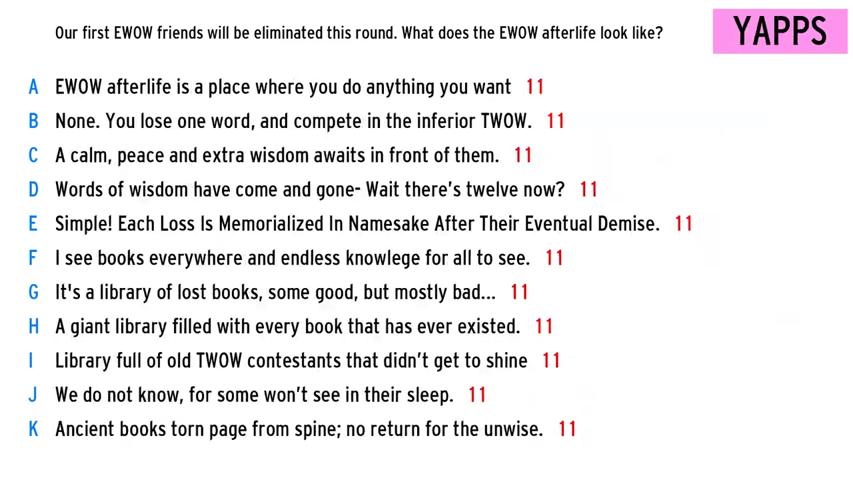 Our first EWOW friends will be eliminated this round. What does the EWOW afterlife look like?
YAPPS
A EWOW afterlife is a place where you do anything you want 11
B None. You lose one word, and compete in the inferior TWOW. 11
C A calm, peace and extra wisdom awaits in front of them. 11
D Words of wisdom have come and gone- Wait there's twelve now? 11
E Simple! Each Loss Is Memorialized In Namesake After Their Eventual Demise. 11
F I see books everywhere and endless knowlege for all to see. 11
G It's a library of lost books, some good, but mostly bad... 11
H A giant library filled with every book that has ever existed. 11
I Library full of old TWOW contestants that didn't get to shine 11
J We do not know, for some won't see in their sleep. 11
K Ancient books torn page from spine; no return for the unwise. 11